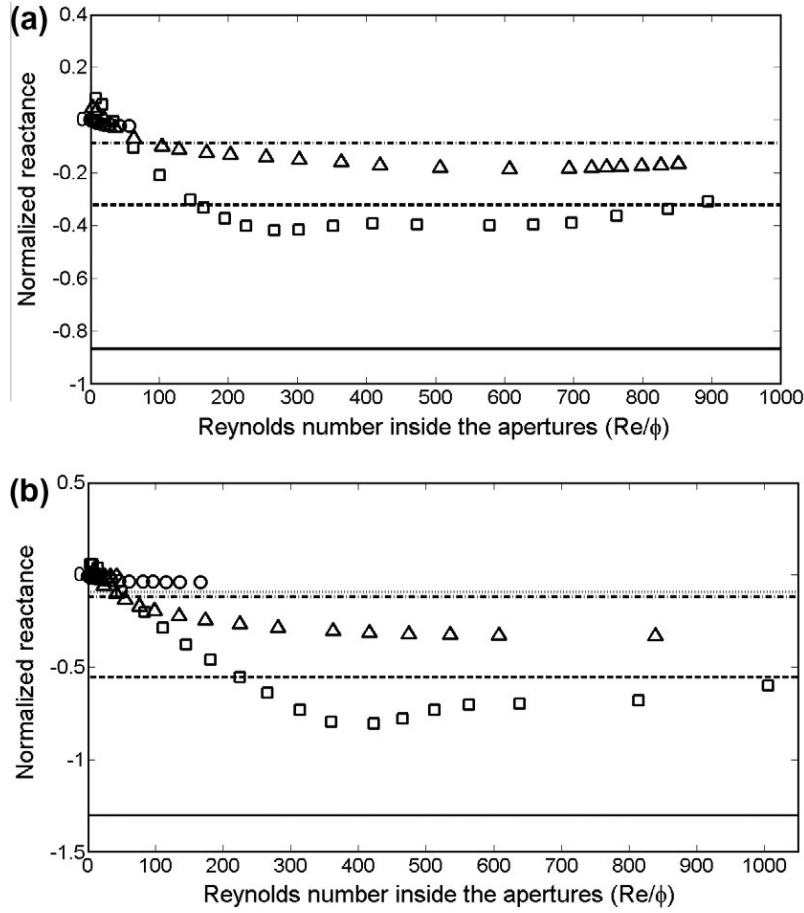 (a)
0.4
0.2
0
-0.2
-0.4
-0.6
-0.8
-1
Normalized reactance
0 100 200 300 400 500 600 700 800 900 1000
Reynolds number inside the apertures (Re/ϕ)
(b)
0.5
0
-0.5
-1
-1.5
Normalized reactance
0 100 200 300 400 500 600 700 800 900 1000
Reynolds number inside the apertures (Re/ϕ)